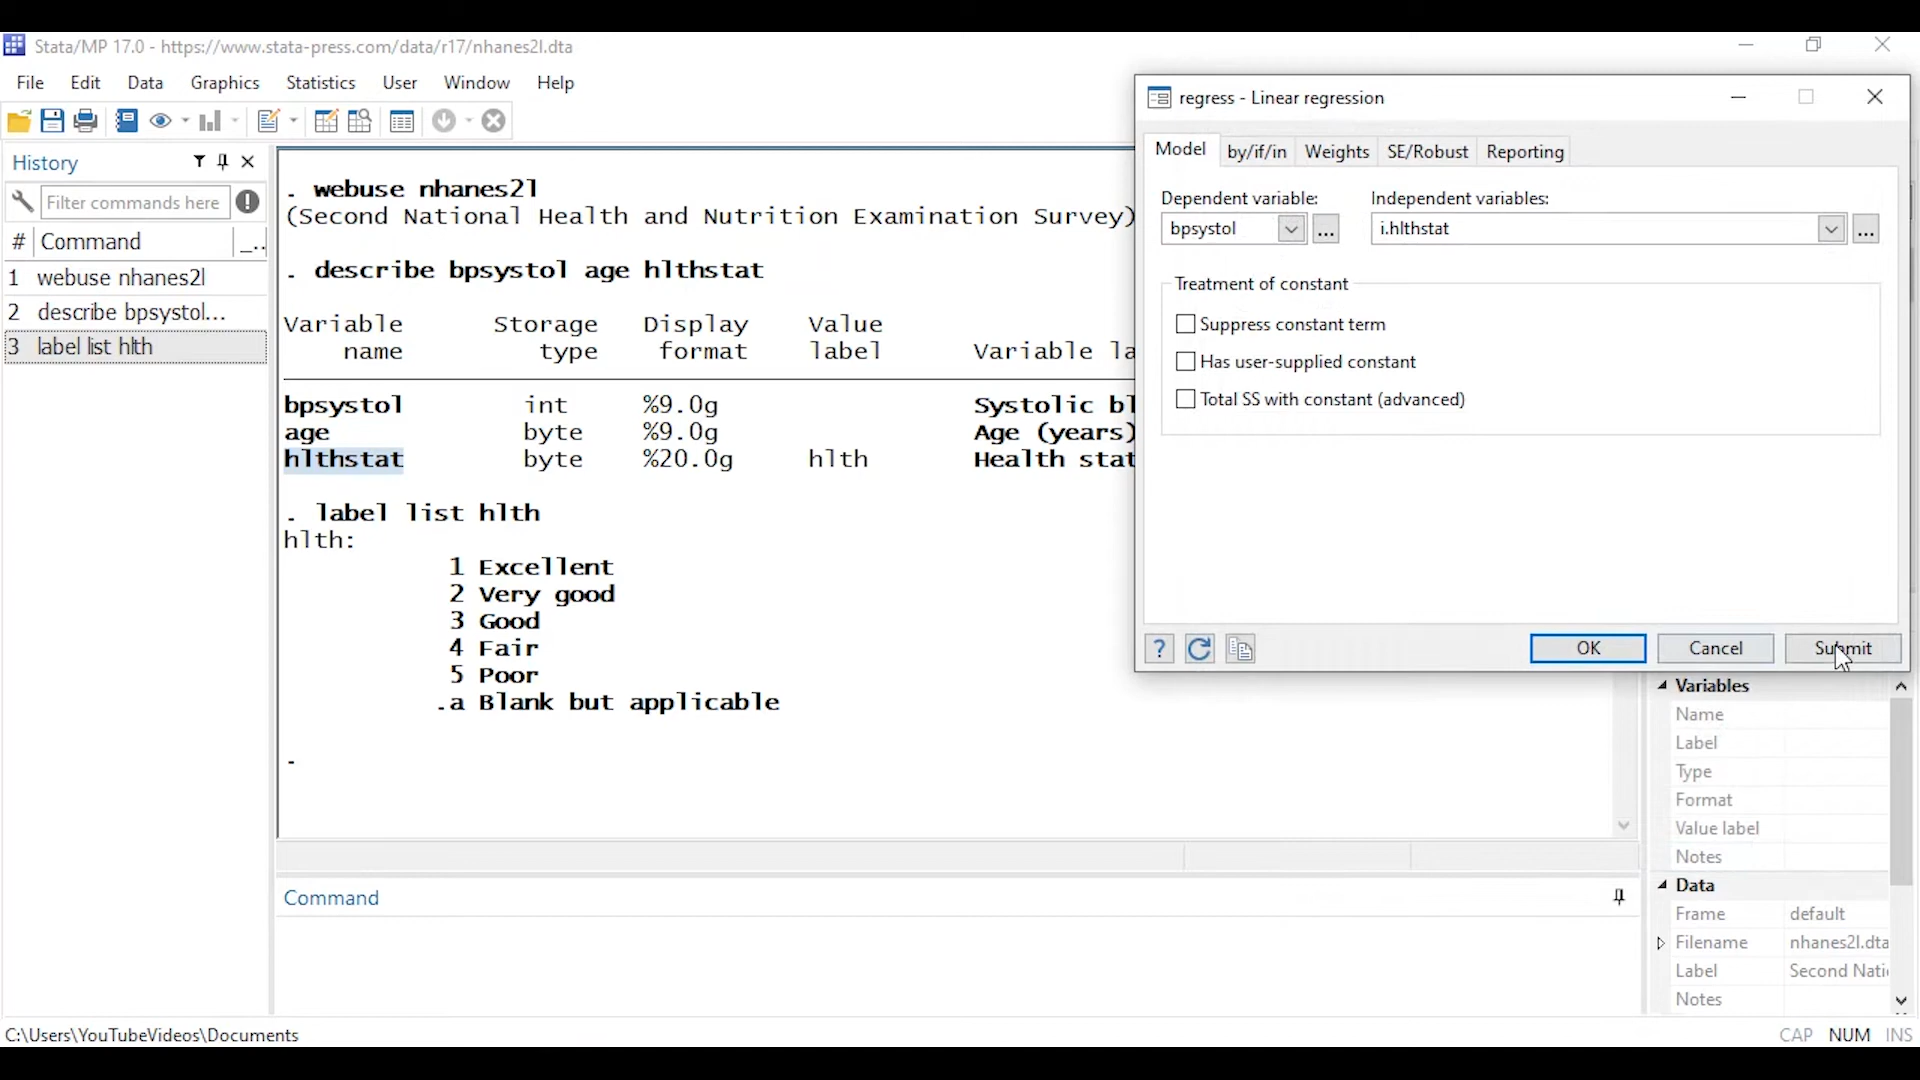 Stata/MP 17.0 - https://www.stata-press.com/data/r17/nhanes2l.dta
File Edit Data Graphics Statistics User Window Help
History
Filter commands here
# Command
1 webuse nhanes2l
2 describe bpsystol...
3 label list hlth
. webuse nhanes2l
(Second National Health and Nutrition Examination Survey)
. describe bpsystol age hlthstat
Variable Storage Display Value
name type format label Variable la
bpsystol int %9.0g Systolic bl
age byte %9.0g Age (years)
hlthstat byte %20.0g hlth Health stat
. label list hlth
hlth:
1 Excellent
2 Very good
3 Good
4 Fair
5 Poor
.a Blank but applicable
.
Command
regress - Linear regression
Model by/if/in Weights SE/Robust Reporting
Dependent variable: Independent variables:
bpsystol ... i.hlthstat ...
Treatment of constant
Suppress constant term
Has user-supplied constant
Total SS with constant (advanced)
? OK Cancel Submit
Variables
Name
Label
Type
Format
Value label
Notes
Data
Frame default
Filename nhanes2l.dta
Label Second Nati
Notes
C:\Users\YouTubeVideos\Documents
CAP NUM INS